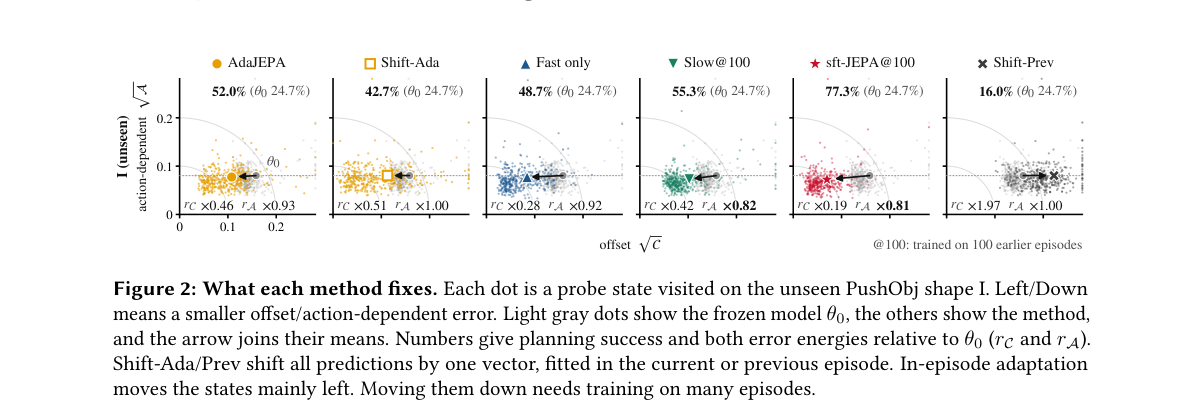 AdaJEPA Shift-Ada Fast only Slow@100 sft-JEPA@100 Shift-Prev
52.0% (θ0 24.7%) 42.7% (θ0 24.7%) 48.7% (θ0 24.7%) 55.3% (θ0 24.7%) 77.3% (θ0 24.7%) 16.0% (θ0 24.7%)
I (unseen)
action-dependent √𝒜
0.2
0.1
0
θ0
r𝒞 ×0.46 r𝒜 ×0.93 r𝒞 ×0.51 r𝒜 ×1.00 r𝒞 ×0.28 r𝒜 ×0.92 r𝒞 ×0.42 r𝒜 ×0.82 r𝒞 ×0.19 r𝒜 ×0.81 r𝒞 ×1.97 r𝒜 ×1.00
0 0.1 0.2
offset √𝒞
@100: trained on 100 earlier episodes
Figure 2: What each method fixes. Each dot is a probe state visited on the unseen PushObj shape I. Left/Down
means a smaller offset/action-dependent error. Light gray dots show the frozen model θ0, the others show the method,
and the arrow joins their means. Numbers give planning success and both error energies relative to θ0 (r𝒞 and r𝒜).
Shift-Ada/Prev shift all predictions by one vector, fitted in the current or previous episode. In-episode adaptation
moves the states mainly left. Moving them down needs training on many episodes.